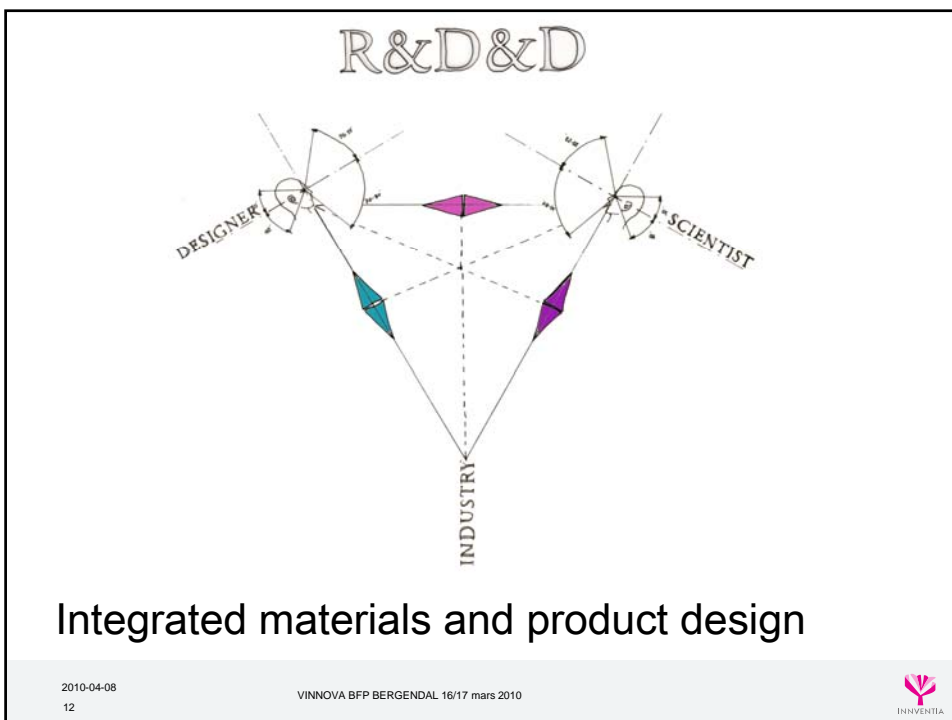 R&D&D
DESIGNER
SCIENTIST
INDUSTRY
Integrated materials and product design
2010-04-08
12
VINNOVA BFP BERGENDAL 16/17 mars 2010
INNVENTIA